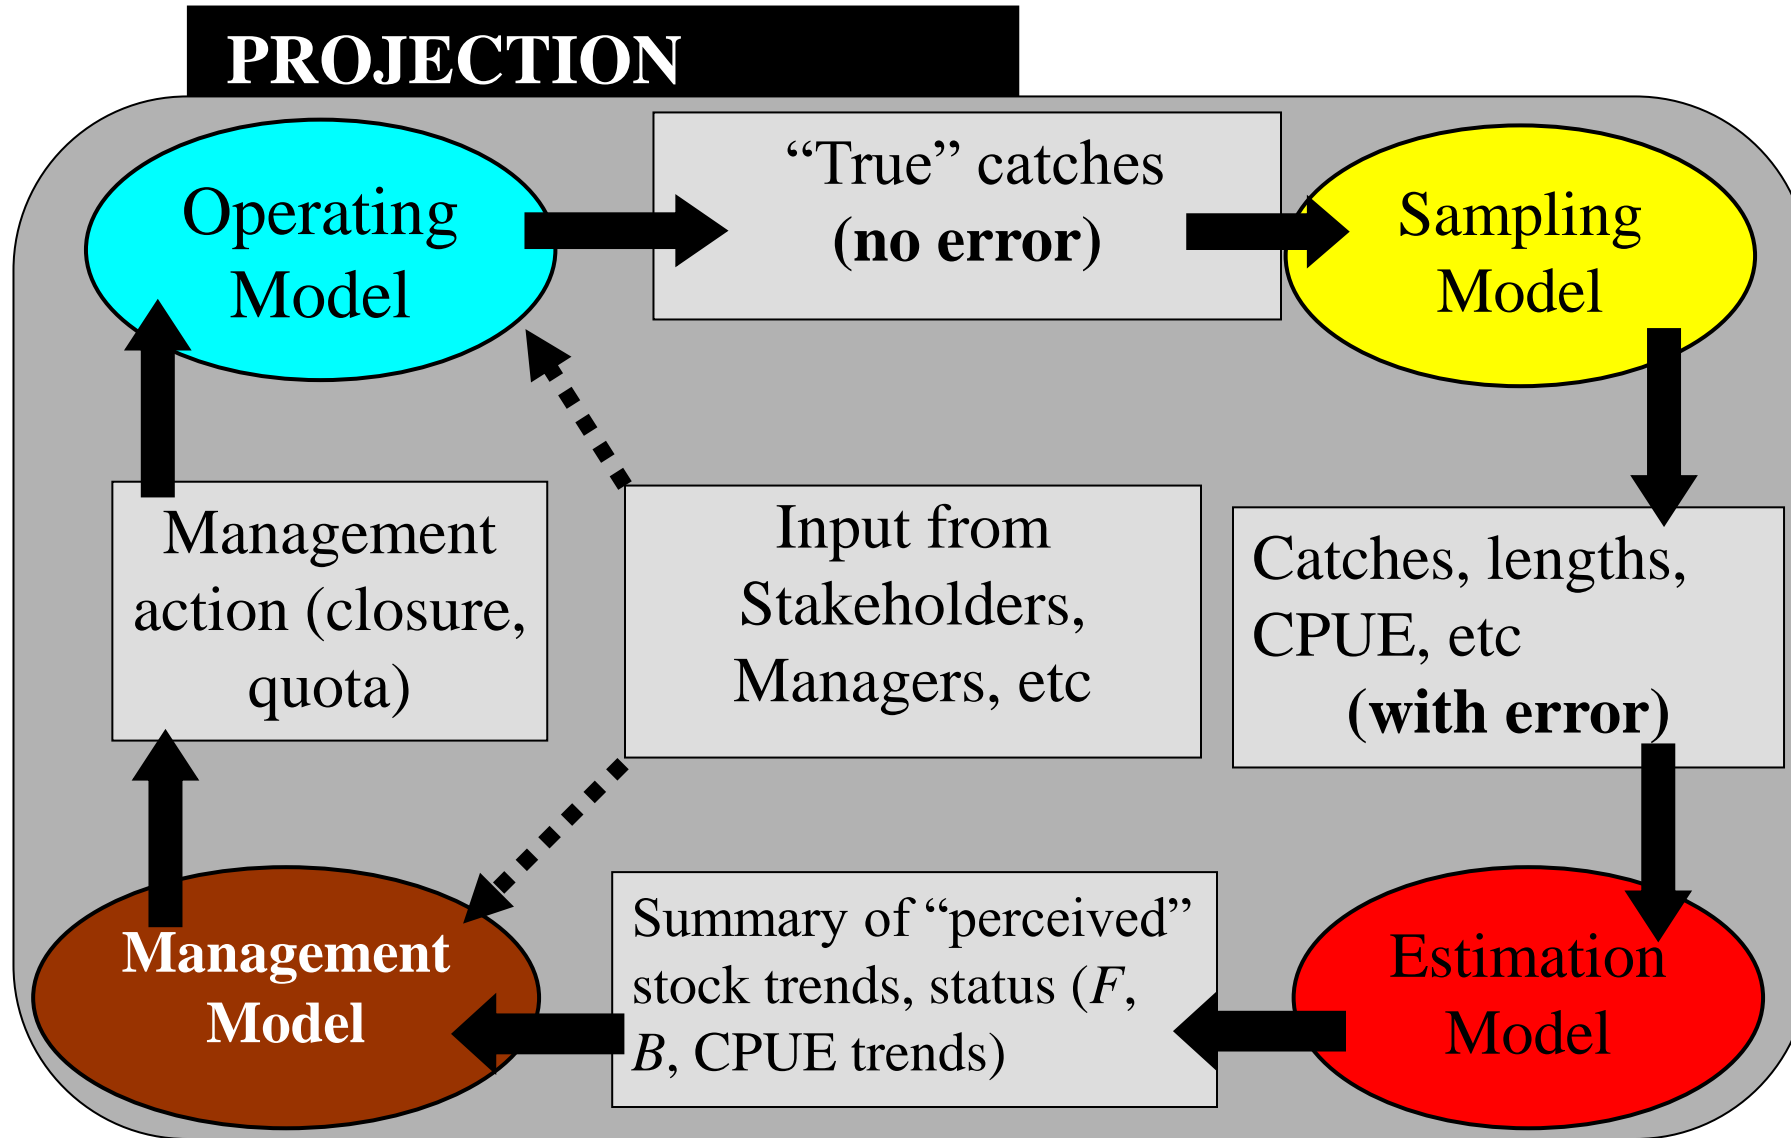 PROJECTION
Operating
Model
“True” catches
(no error)
Sampling
Model
Management
action (closure,
quota)
Input from
Stakeholders,
Managers, etc
Catches, lengths,
CPUE, etc
(with error)
Management
Model
Summary of “perceived”
stock trends, status (F,
B, CPUE trends)
Estimation
Model